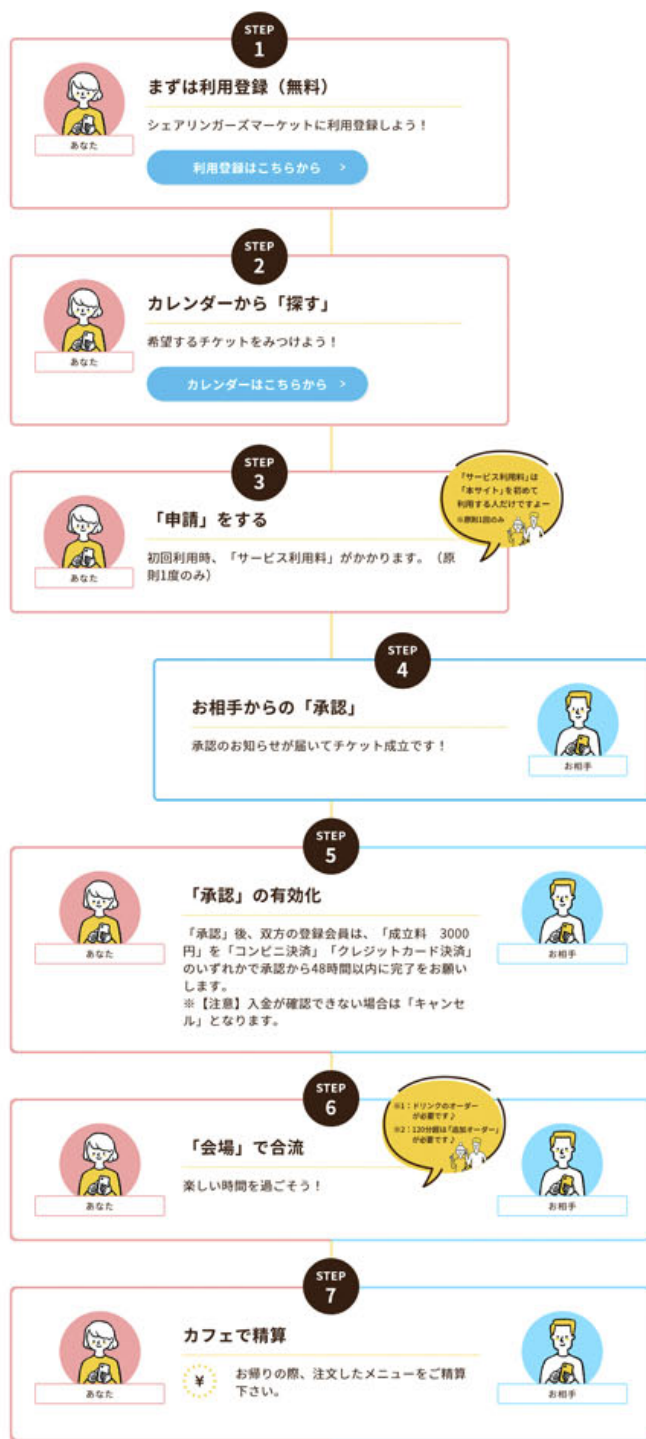 STEP
1
まずは利用登録（無料）
シェアリンガーズマーケットに利用登録しよう！
あなた
利用登録はこちらから >
STEP
2
カレンダーから「探す」
希望するチケットをみつけよう！
あなた
カレンダーはこちらから >
STEP
3
「サービス利用料」は
「本サイト」を初めて
利用する人だけですよー
※原則1回のみ
「申請」をする
初回利用時、「サービス利用料」がかかります。（原
則1度のみ）
あなた
STEP
4
お相手からの「承認」
承認のお知らせが届いてチケット成立です！
お相手
STEP
5
「承認」の有効化
「承認」後、双方の登録会員は、「成立料　3000
円」を「コンビニ決済」「クレジットカード決済」
のいずれかで承認から48時間以内に完了をお願い
します。
※【注意】入金が確認できない場合は「キャンセ
ル」となります。
あなた
お相手
STEP
6
※1：ドリンクのオーダー
が必要です♪
※2：120分超は「追加オーダー」
が必要です♪
「会場」で合流
楽しい時間を過ごそう！
あなた
お相手
STEP
7
カフェで精算
¥
お帰りの際、注文したメニューをご精算
下さい。
あなた
お相手